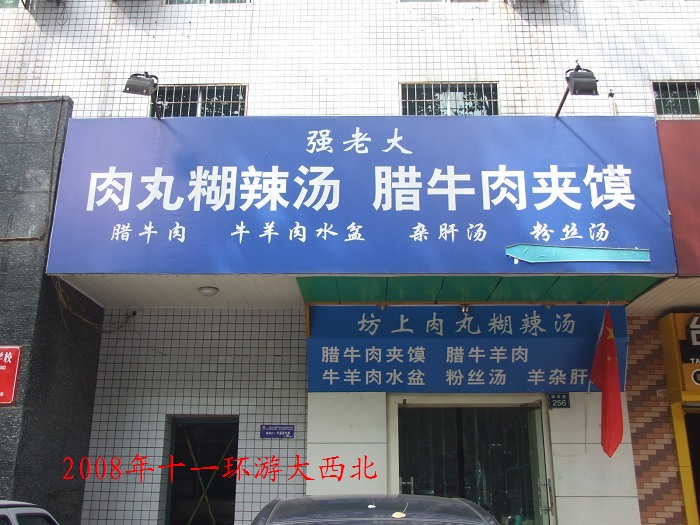 强老大
肉丸糊辣汤 腊牛肉夹馍
腊牛肉 牛羊肉水盆 杂肝汤 粉丝汤
坊上肉丸糊辣汤
腊牛肉夹馍 腊牛羊肉
牛羊肉水盆 粉丝汤 羊杂肝
256
学校
2008年十一环游大西北